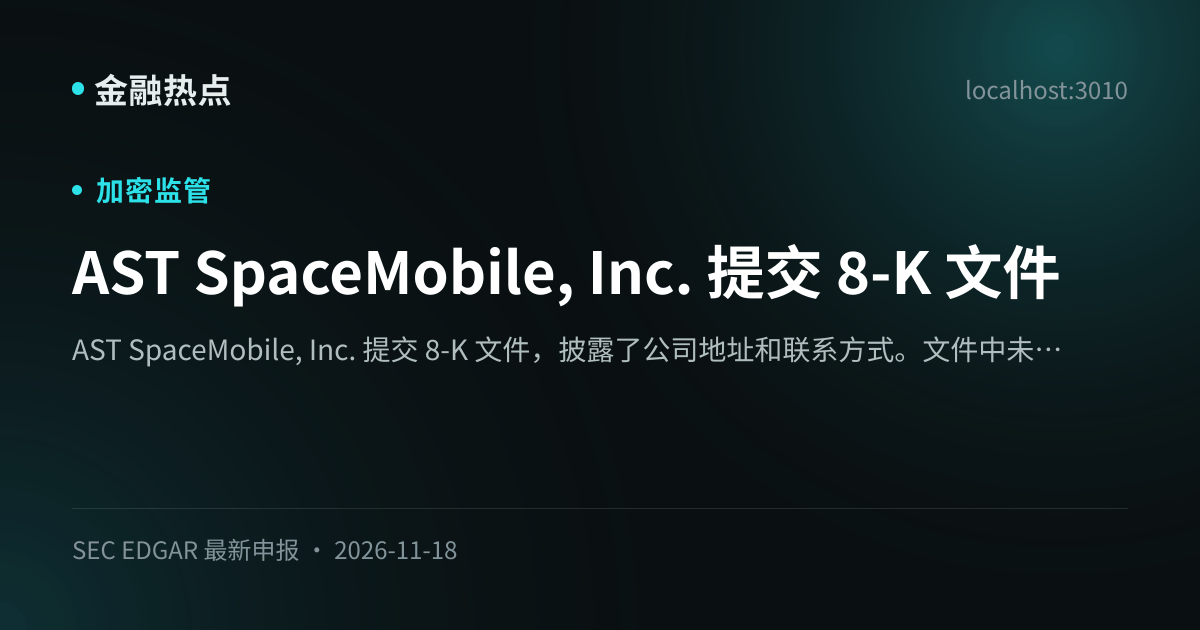 金融热点
localhost:3010
加密监管
AST SpaceMobile, Inc. 提交 8-K 文件
AST SpaceMobile, Inc. 提交 8-K 文件，披露了公司地址和联系方式。文件中未…
SEC EDGAR 最新申报 · 2026-11-18